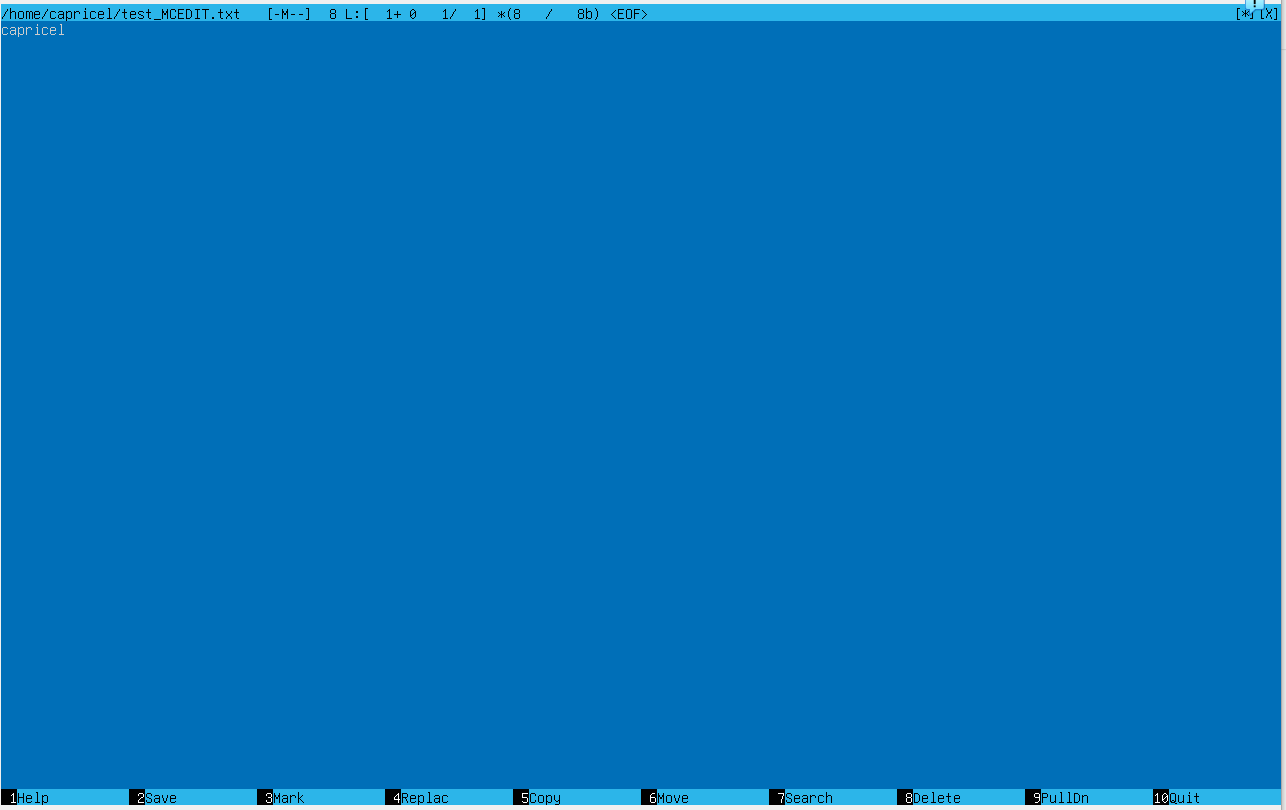 /home/capricel/test_MCEDIT.txt [-M--] 8 L:[ 1+ 0 1/ 1] *(8 / 8b) <EOF> [*] [X]
capricel
1Help 2Save 3Mark 4Replac 5Copy 6Move 7Search 8Delete 9PullDn 10Quit